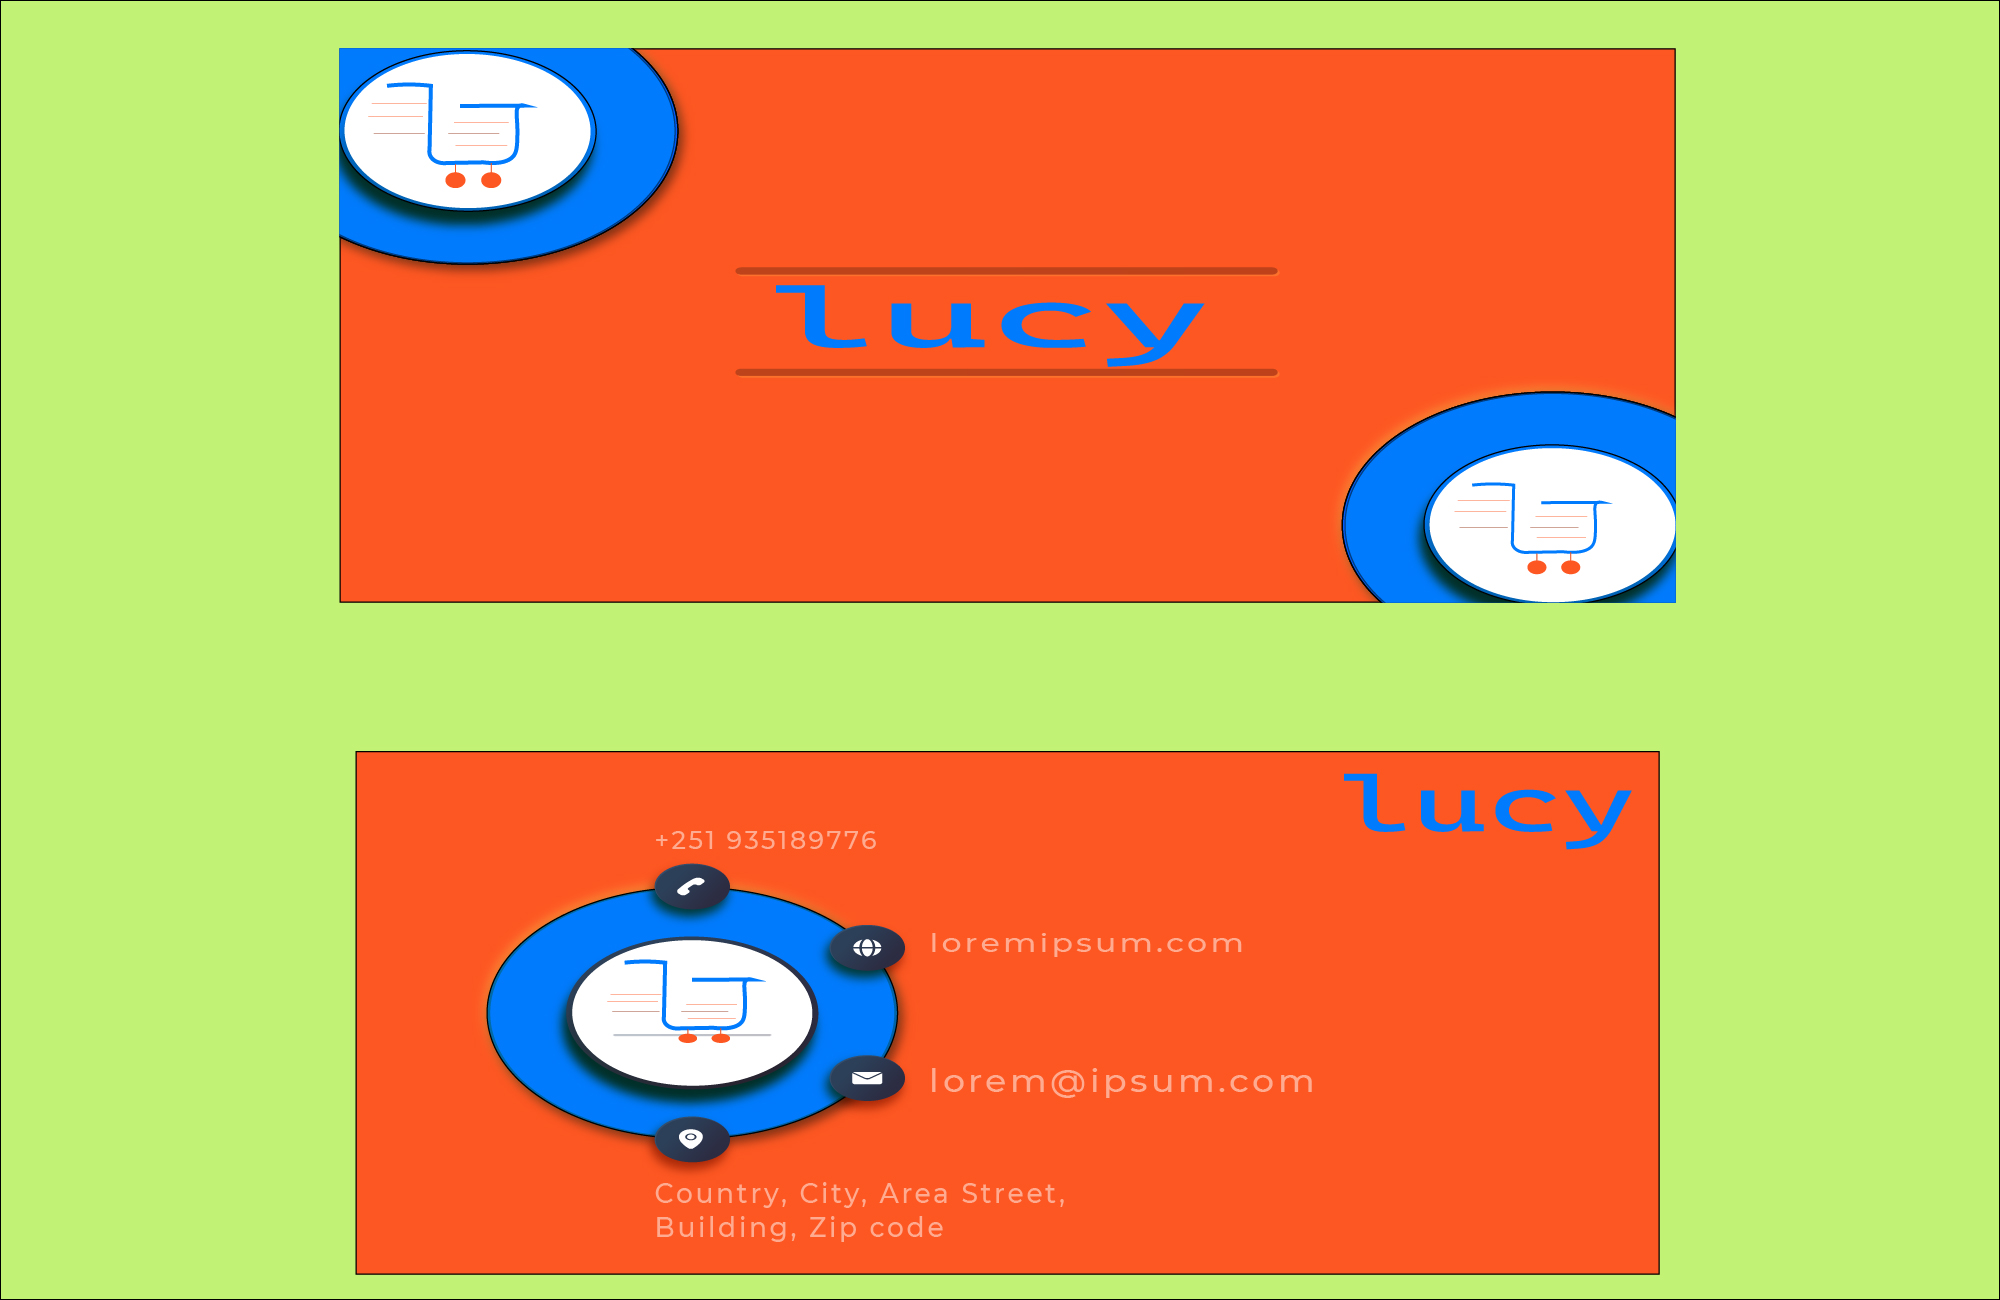 lucy
lucy
+251 935189776
loremipsum.com
lorem@ipsum.com
Country, City, Area Street,
Building, Zip code